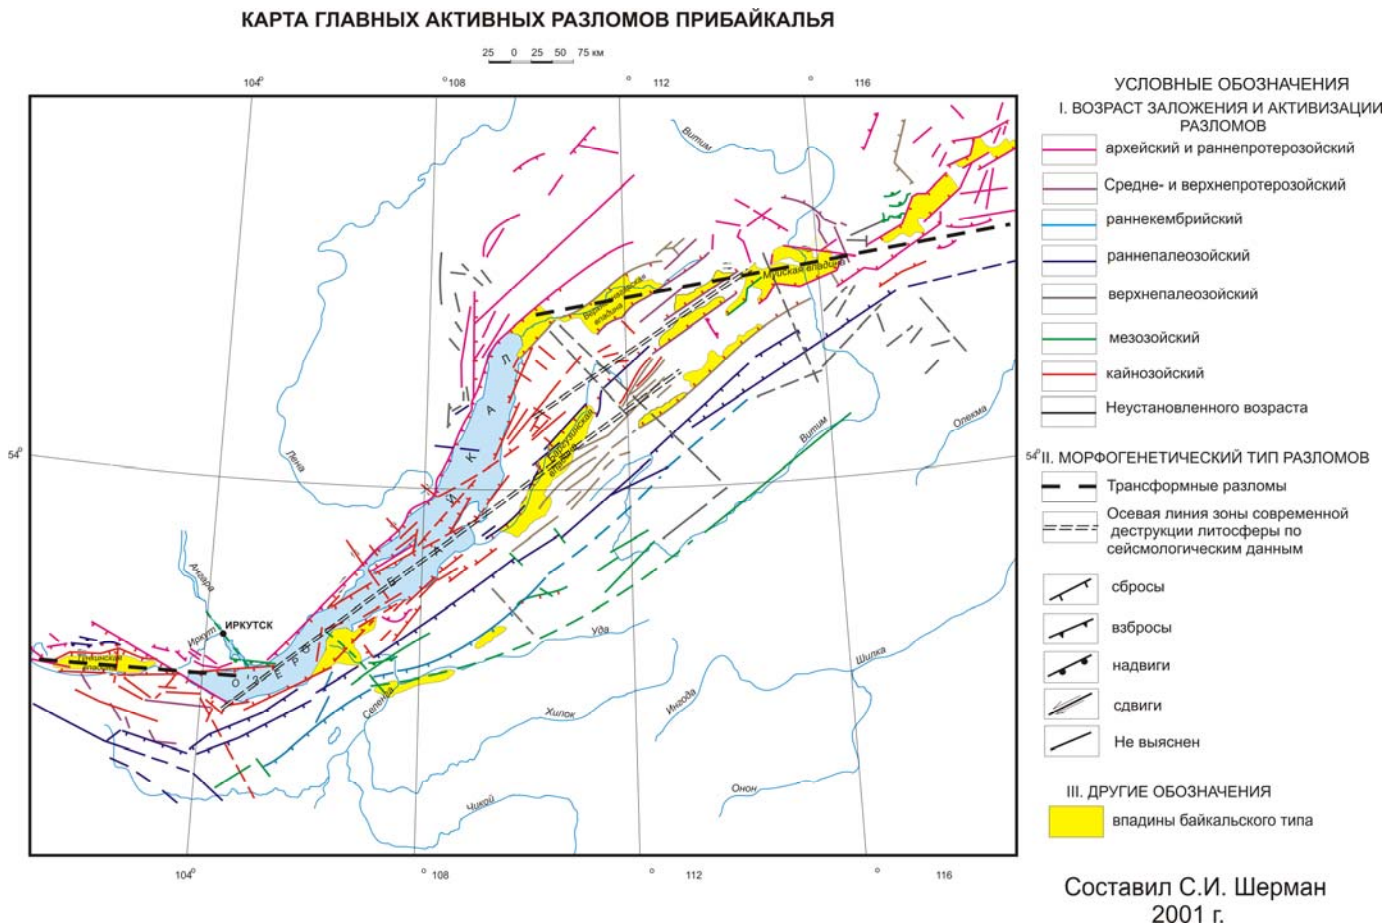 КАРТА ГЛАВНЫХ АКТИВНЫХ РАЗЛОМОВ ПРИБАЙКАЛЬЯ
25 0 25 50 75 км
104° °108 ° 112 ° 116
Витим
Муйская впадина
Лена
О З Е Р О Б А Й К А Л
Баргузинская
впадина
Витим
Олекма
54° 54°
Ангара
Иркут
ИРКУТСК
Тункинская
впадина
Уда
Шилка
Селенга
Хилок
Ингода
Онон
Чикой
104° ° 108 ° 112 ° 116
УСЛОВНЫЕ ОБОЗНАЧЕНИЯ
I. ВОЗРАСТ ЗАЛОЖЕНИЯ И АКТИВИЗАЦИИ
РАЗЛОМОВ
архейский и раннепротерозойский
Средне- и верхнепротерозойский
раннекембрийский
раннепалеозойский
верхнепалеозойский
мезозойский
кайнозойский
Неустановленного возраста
II. МОРФОГЕНЕТИЧЕСКИЙ ТИП РАЗЛОМОВ
Трансформные разломы
Осевая линия зоны современной
деструкции литосферы по
сейсмологическим данным
сбросы
взбросы
надвиги
сдвиги
Не выяснен
III. ДРУГИЕ ОБОЗНАЧЕНИЯ
впадины байкальского типа
Составил С.И. Шерман
2001 г.